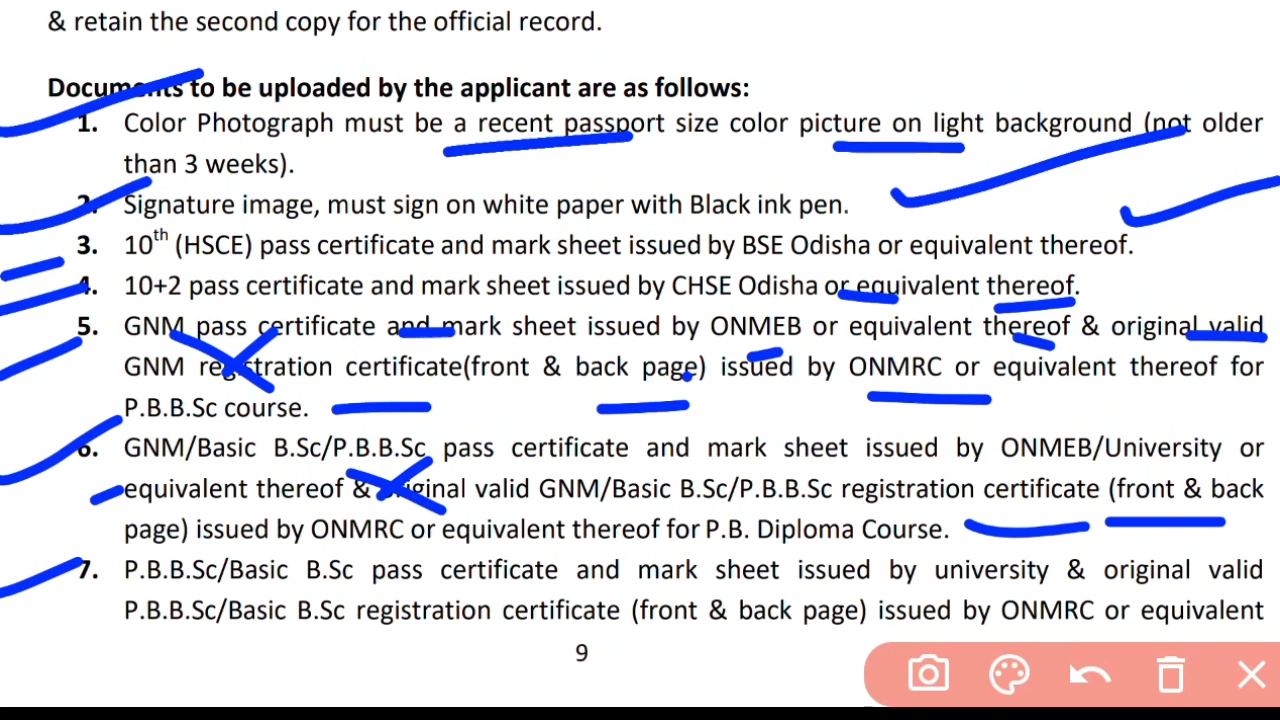 & retain the second copy for the official record.
Documents to be uploaded by the applicant are as follows:
1. Color Photograph must be a recent passport size color picture on light background (not older
than 3 weeks).
2. Signature image, must sign on white paper with Black ink pen.
3. 10th (HSCE) pass certificate and mark sheet issued by BSE Odisha or equivalent thereof.
4. 10+2 pass certificate and mark sheet issued by CHSE Odisha or equivalent thereof.
5. GNM pass certificate and mark sheet issued by ONMEB or equivalent thereof & original valid
GNM registration certificate(front & back page) issued by ONMRC or equivalent thereof for
P.B.B.Sc course.
6. GNM/Basic B.Sc/P.B.B.Sc pass certificate and mark sheet issued by ONMEB/University or
equivalent thereof & original valid GNM/Basic B.Sc/P.B.B.Sc registration certificate (front & back
page) issued by ONMRC or equivalent thereof for P.B. Diploma Course.
7. P.B.B.Sc/Basic B.Sc pass certificate and mark sheet issued by university & original valid
P.B.B.Sc/Basic B.Sc registration certificate (front & back page) issued by ONMRC or equivalent
9